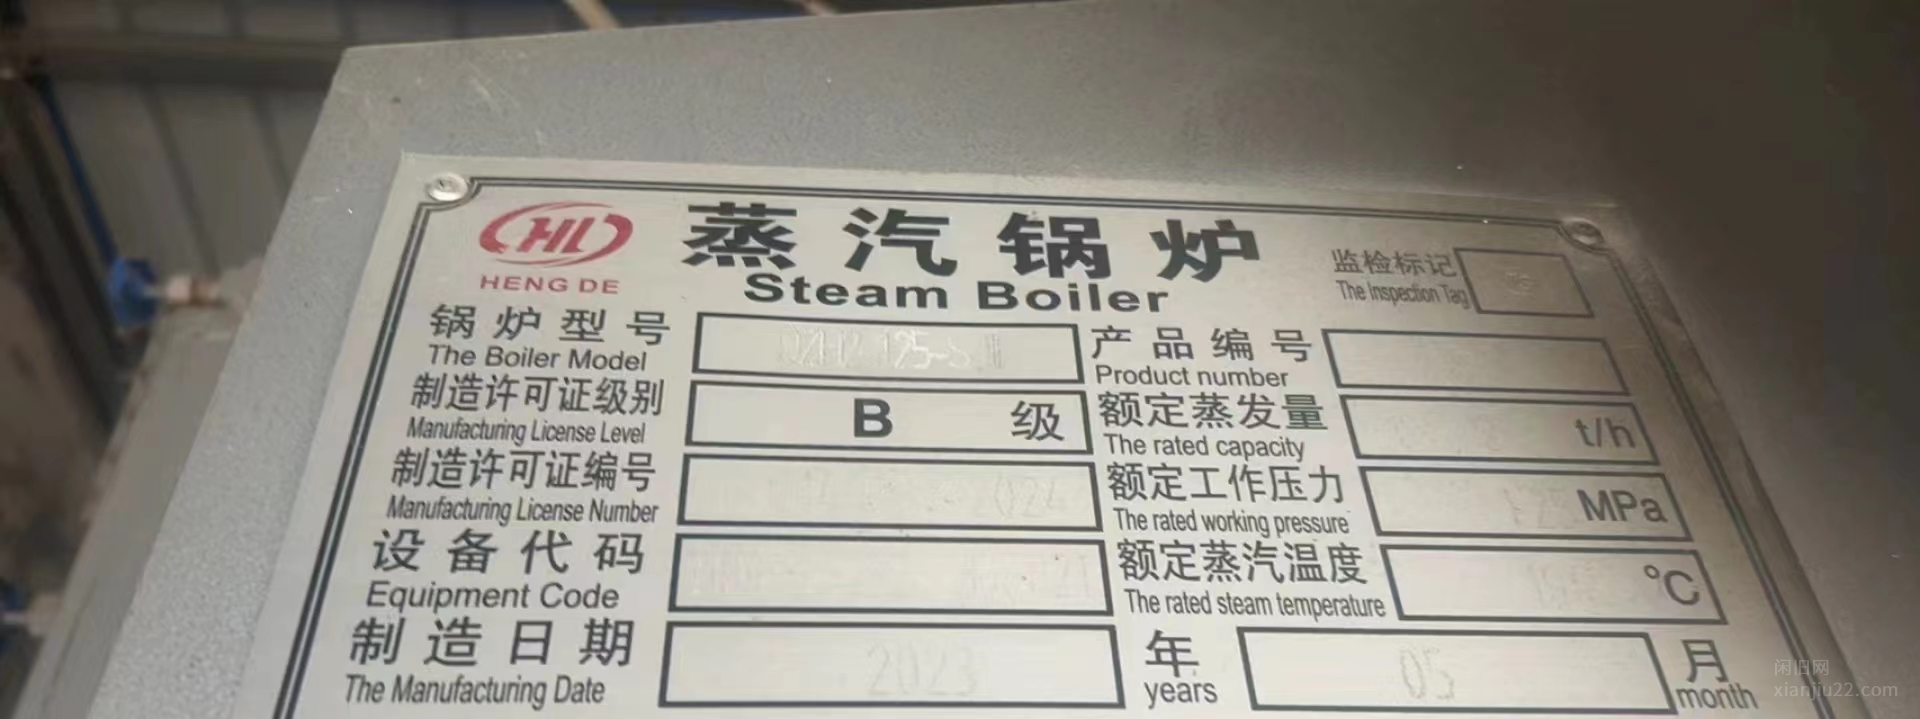 HL
HENG DE
蒸汽锅炉
Steam Boiler
监检标记
The Inspection Tag
锅炉型号
The Boiler Model
产品编号
Product number
制造许可证级别
Manufacturing License Level
B 级
额定蒸发量
The rated capacity
t/h
制造许可证编号
Manufacturing License Number
额定工作压力
The rated working pressure
MPa
设备代码
Equipment Code
额定蒸汽温度
The rated steam temperature
℃
制造日期
The Manufacturing Date
2023
年
years
05
月
month
闲旧网
xianjiu22.com